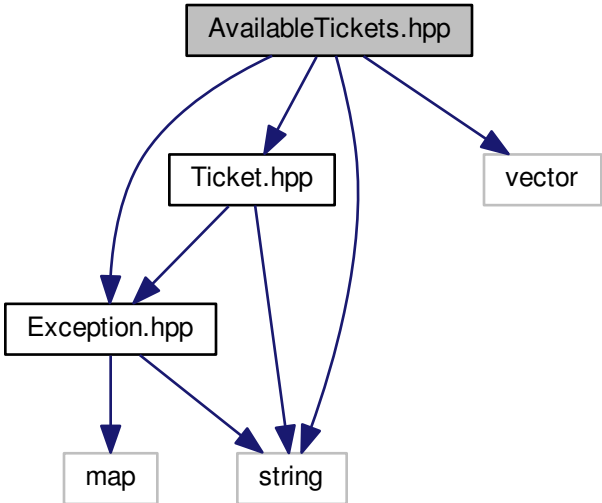 AvailableTickets.hpp
Ticket.hpp
vector
Exception.hpp
map
string